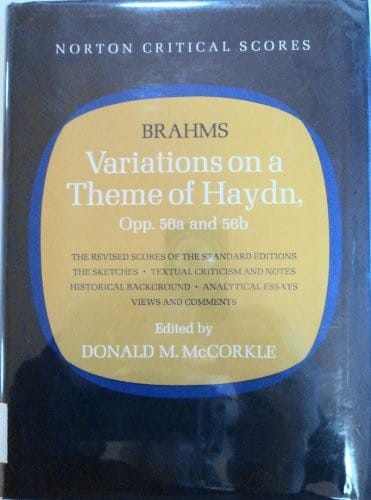 NORTON CRITICAL SCORES
BRAHMS
Variations on a
Theme of Haydn,
Opp. 56a and 56b
THE REVISED SCORES OF THE STANDARD EDITIONS
THE SKETCHES · TEXTUAL CRITICISM AND NOTES
HISTORICAL BACKGROUND · ANALYTICAL ESSAYS
VIEWS AND COMMENTS
Edited by
DONALD M. McCORKLE